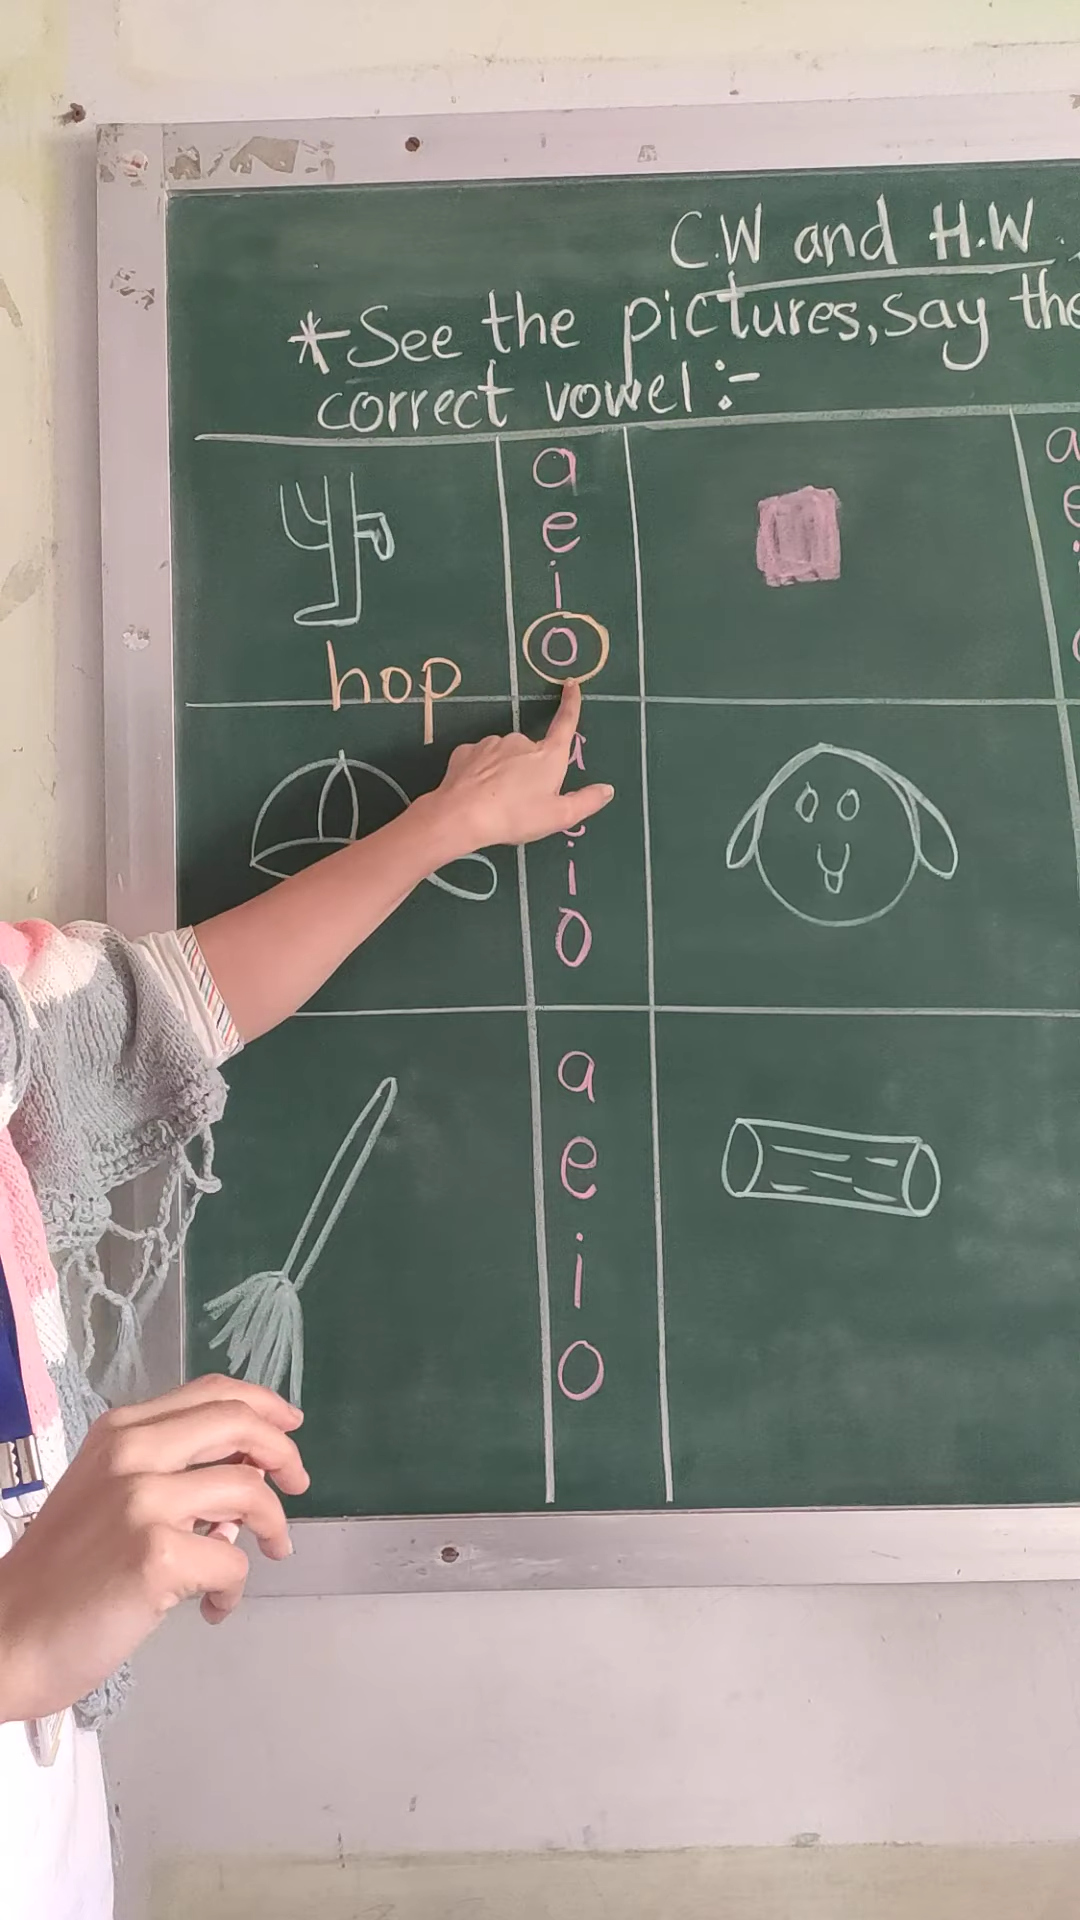 C.W and H.W
*See the pictures, say the
correct vowel :-
a
e
i
o
hop
a
e
i
o
a
e
i
o
a
e